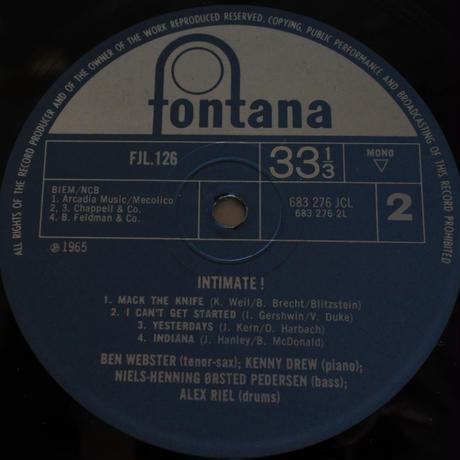 ALL RIGHTS OF THE RECORD PRODUCER AND OF THE OWNER OF THE WORK REPRODUCED RESERVED. COPYING, PUBLIC PERFORMANCE AND BROADCASTING OF THIS RECORD PROHIBITED
fontana
FJL.126
33 1/3
MONO
BIEM/NCB
1. Arcadia Music/Mecolico
2. 3. Chappell & Co.
4. B. Feldman & Co.
683 276 JCL
683 276 2L
2
℗1965
INTIMATE!
1. MACK THE KNIFE (K. Weil/B. Brecht/Blitzstein)
2. I CAN'T GET STARTED (I. Gershwin/V. Duke)
3. YESTERDAYS (J. Kern/O. Harbach)
4. INDIANA (J. Hanley/B. McDonald)
BEN WEBSTER (tenor-sax); KENNY DREW (piano);
NIELS-HENNING ØRSTED PEDERSEN (bass);
ALEX RIEL (drums)